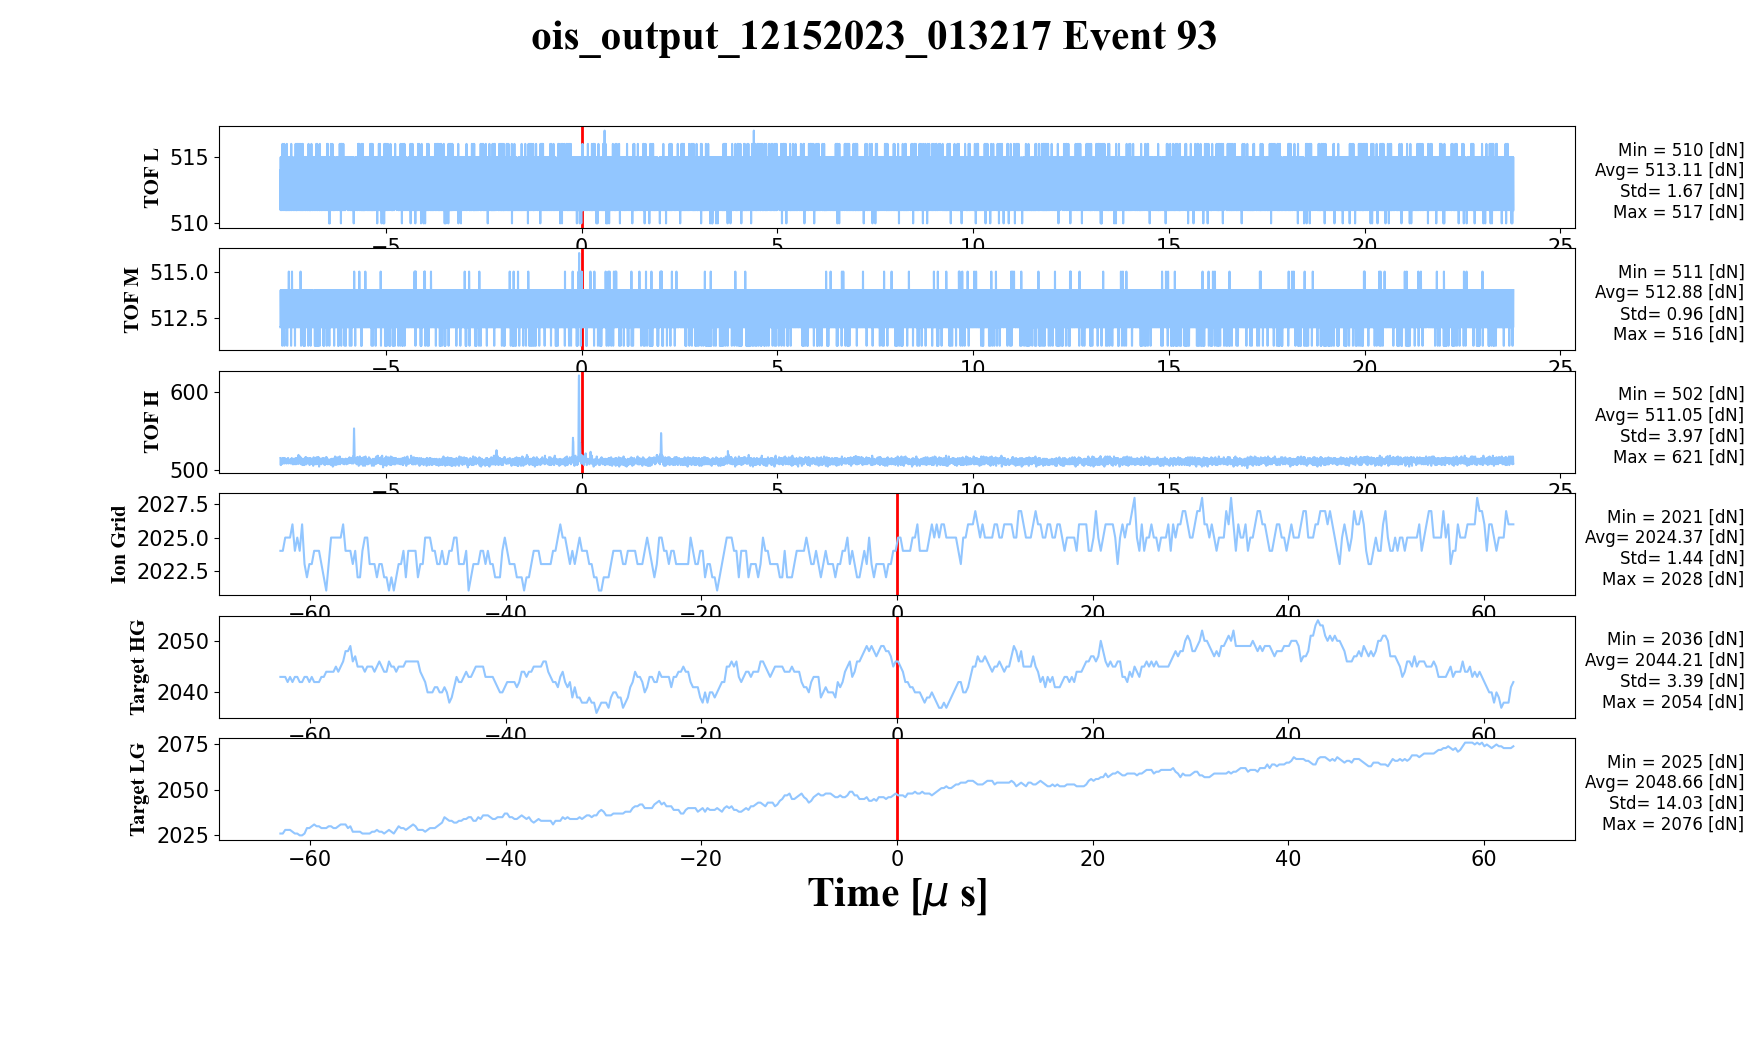 ois_output_12152023_013217 Event 93
TOF L
515
510
−5 0 5 10 15 20 25
Min = 510 [dN]
Avg= 513.11 [dN]
Std= 1.67 [dN]
Max = 517 [dN]
TOF M
515.0
512.5
−5 0 5 10 15 20 25
Min = 511 [dN]
Avg= 512.88 [dN]
Std= 0.96 [dN]
Max = 516 [dN]
TOF H
600
500
−5 0 5 10 15 20 25
Min = 502 [dN]
Avg= 511.05 [dN]
Std= 3.97 [dN]
Max = 621 [dN]
Ion Grid
2027.5
2025.0
2022.5
−60 −40 −20 0 20 40 60
Min = 2021 [dN]
Avg= 2024.37 [dN]
Std= 1.44 [dN]
Max = 2028 [dN]
Target HG
2050
2040
−60 −40 −20 0 20 40 60
Min = 2036 [dN]
Avg= 2044.21 [dN]
Std= 3.39 [dN]
Max = 2054 [dN]
Target LG
2075
2050
2025
−60 −40 −20 0 20 40 60
Min = 2025 [dN]
Avg= 2048.66 [dN]
Std= 14.03 [dN]
Max = 2076 [dN]
Time [μ s]